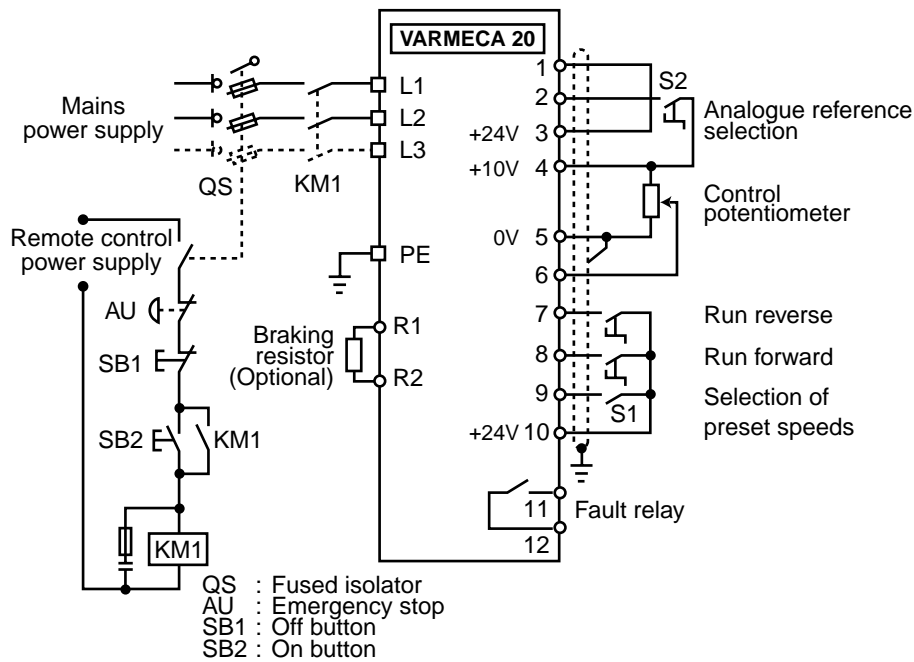 VARMECA 20
Mains
power supply
L1
L2
L3
QS
KM1
Remote control
power supply
PE
AU
SB1
SB2
KM1
KM1
Braking
resistor
(Optional)
R1
R2
1
2
+24V 3
+10V 4
0V 5
6
7
8
9
+24V 10
11
12
S2
Analogue reference
selection
Control
potentiometer
Run reverse
Run forward
S1
Selection of
preset speeds
Fault relay
QS : Fused isolator
AU : Emergency stop
SB1 : Off button
SB2 : On button